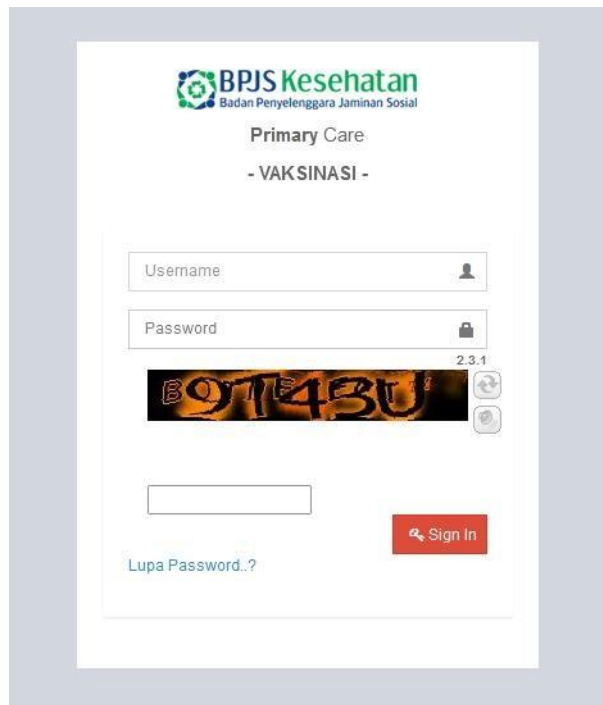 BPJS Kesehatan
Badan Penyelenggara Jaminan Sosial
Primary Care
- VAKSINASI -
Username
Password
2.3.1
Sign In
Lupa Password..?